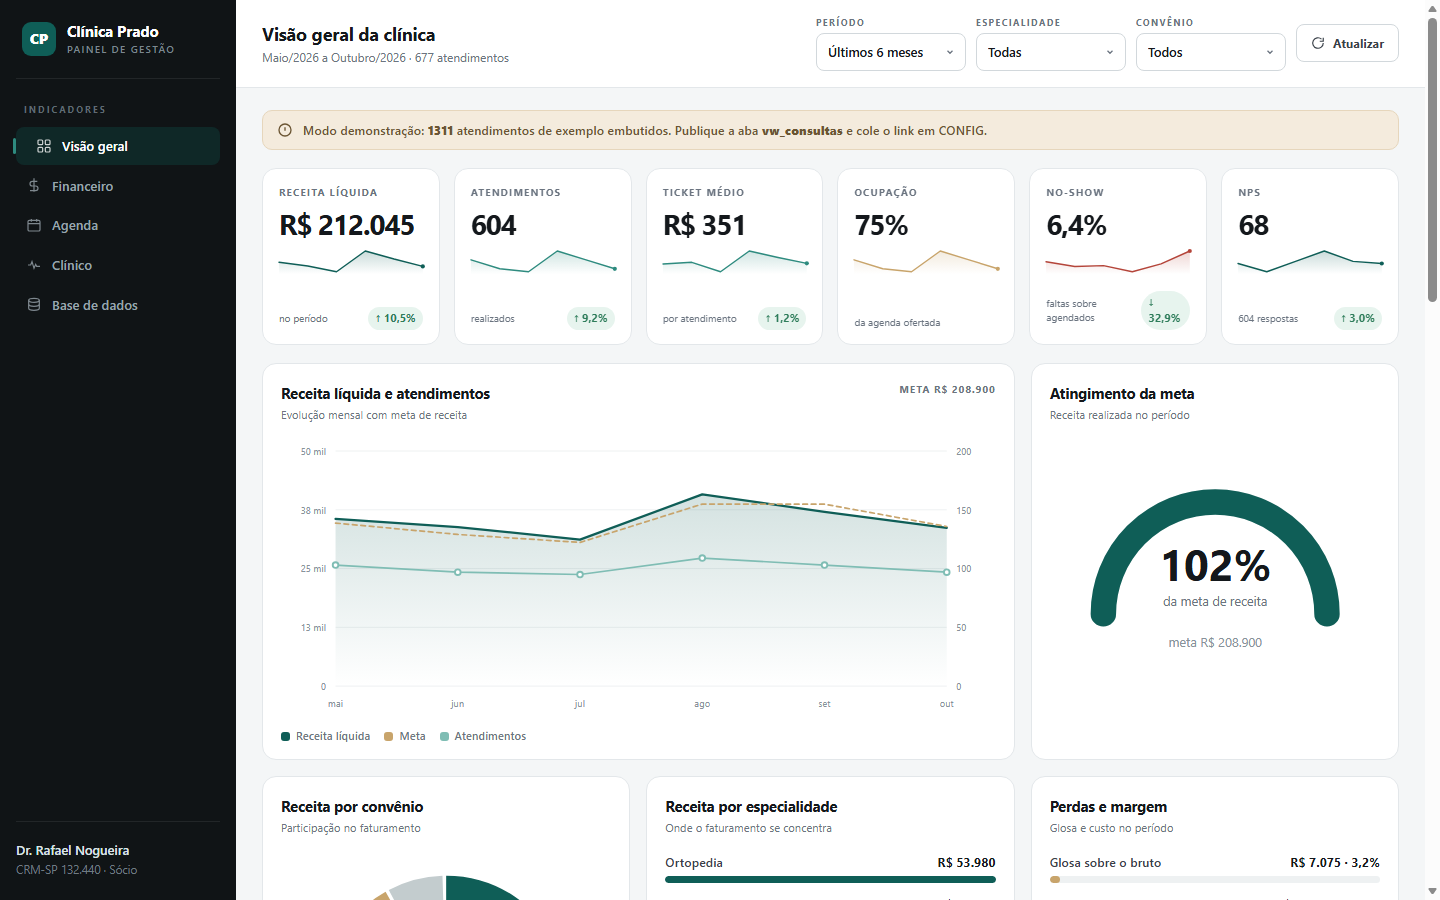 CP
Clínica Prado
PAINEL DE GESTÃO
INDICADORES
Visão geral
Financeiro
Agenda
Clínico
Base de dados
Dr. Rafael Nogueira
CRM-SP 132.440 · Sócio
Visão geral da clínica
Maio/2026 a Outubro/2026 · 677 atendimentos
PERÍODO
Últimos 6 meses
ESPECIALIDADE
Todas
CONVÊNIO
Todos
Atualizar
Modo demonstração: 1311 atendimentos de exemplo embutidos. Publique a aba vw_consultas e cole o link em CONFIG.
RECEITA LÍQUIDA
R$ 212.045
no período
↑ 10,5%
ATENDIMENTOS
604
realizados
↑ 9,2%
TICKET MÉDIO
R$ 351
por atendimento
↑ 1,2%
OCUPAÇÃO
75%
da agenda ofertada
NO-SHOW
6,4%
faltas sobre
agendados
↓
32,9%
NPS
68
604 respostas
↑ 3,0%
Receita líquida e atendimentos
Evolução mensal com meta de receita
META R$ 208.900
50 mil
38 mil
25 mil
13 mil
0
200
150
100
50
0
mai
jun
jul
ago
set
out
Receita líquida
Meta
Atendimentos
Atingimento da meta
Receita realizada no período
102%
da meta de receita
meta R$ 208.900
Receita por convênio
Participação no faturamento
Receita por especialidade
Onde o faturamento se concentra
Ortopedia
R$ 53.980
Perdas e margem
Glosa e custo no período
Glosa sobre o bruto
R$ 7.075 · 3,2%